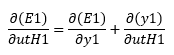 ∂(E1)/∂utH1 = ∂(E1)/∂y1 + ∂(y1)/∂utH1